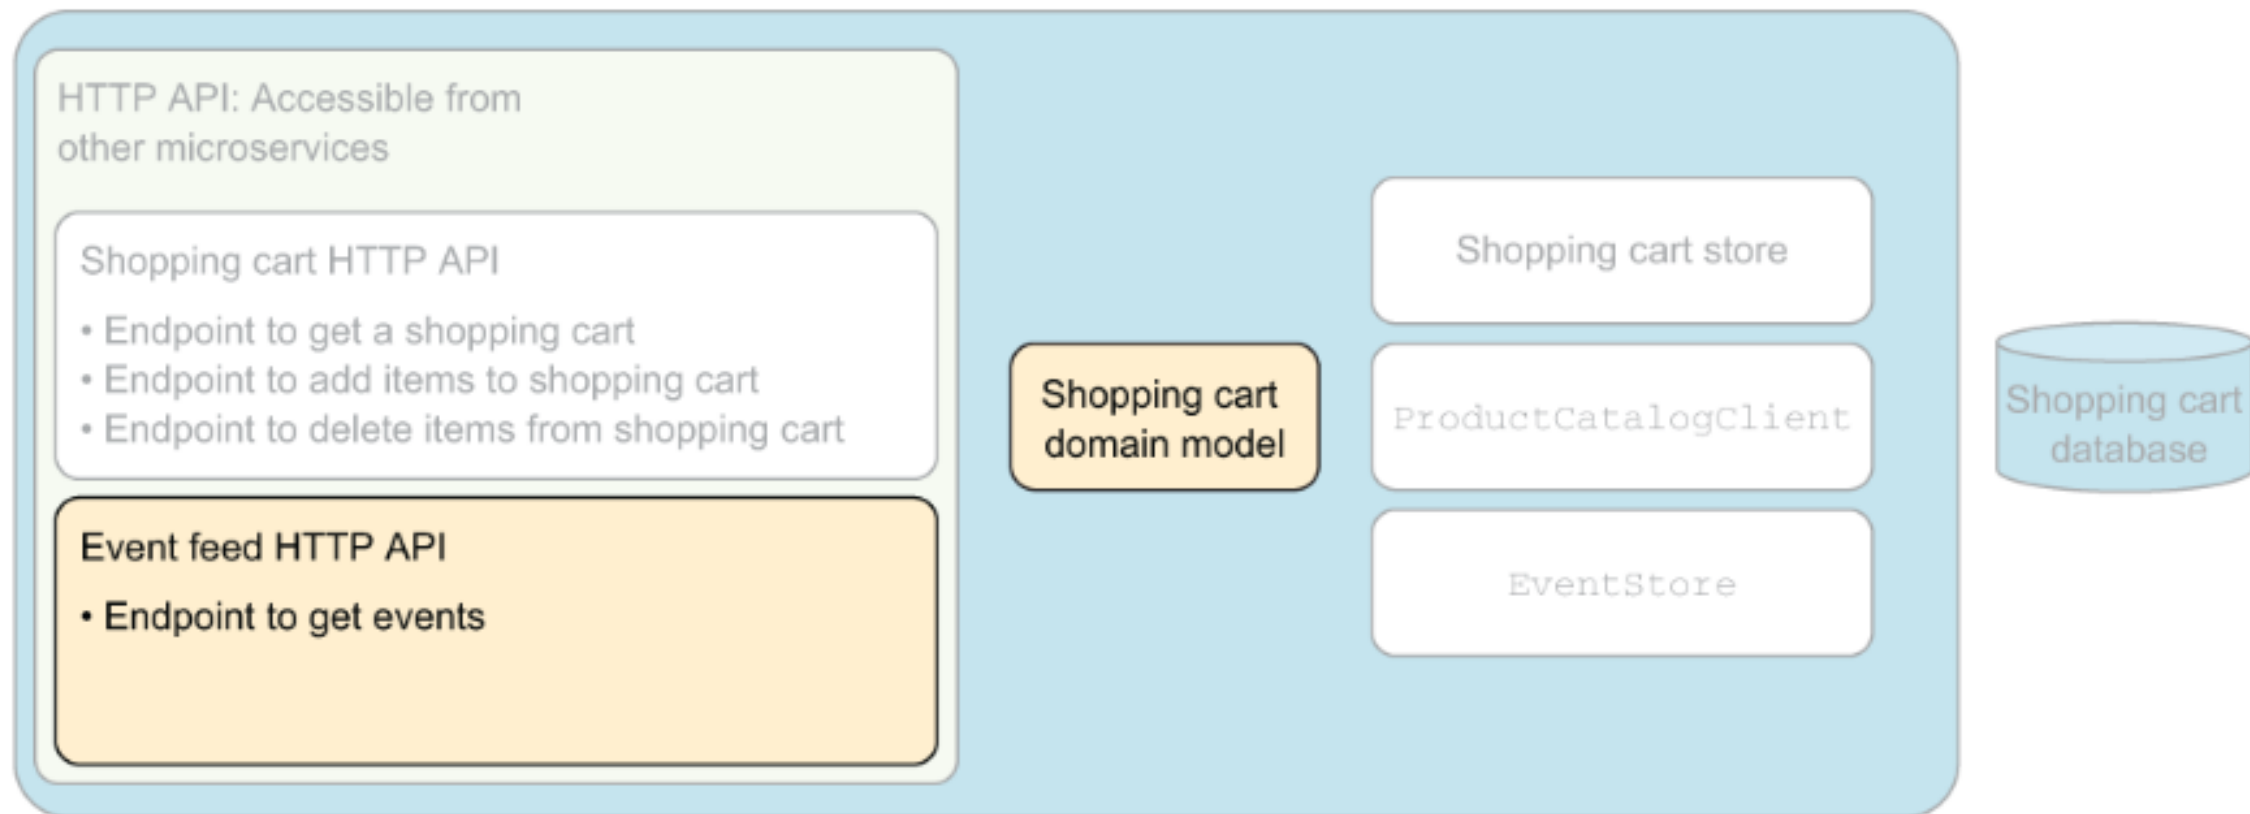 HTTP API: Accessible from
other microservices
Shopping cart HTTP API
• Endpoint to get a shopping cart
• Endpoint to add items to shopping cart
• Endpoint to delete items from shopping cart
Event feed HTTP API
• Endpoint to get events
Shopping cart
domain model
Shopping cart store
ProductCatalogClient
EventStore
Shopping cart
database